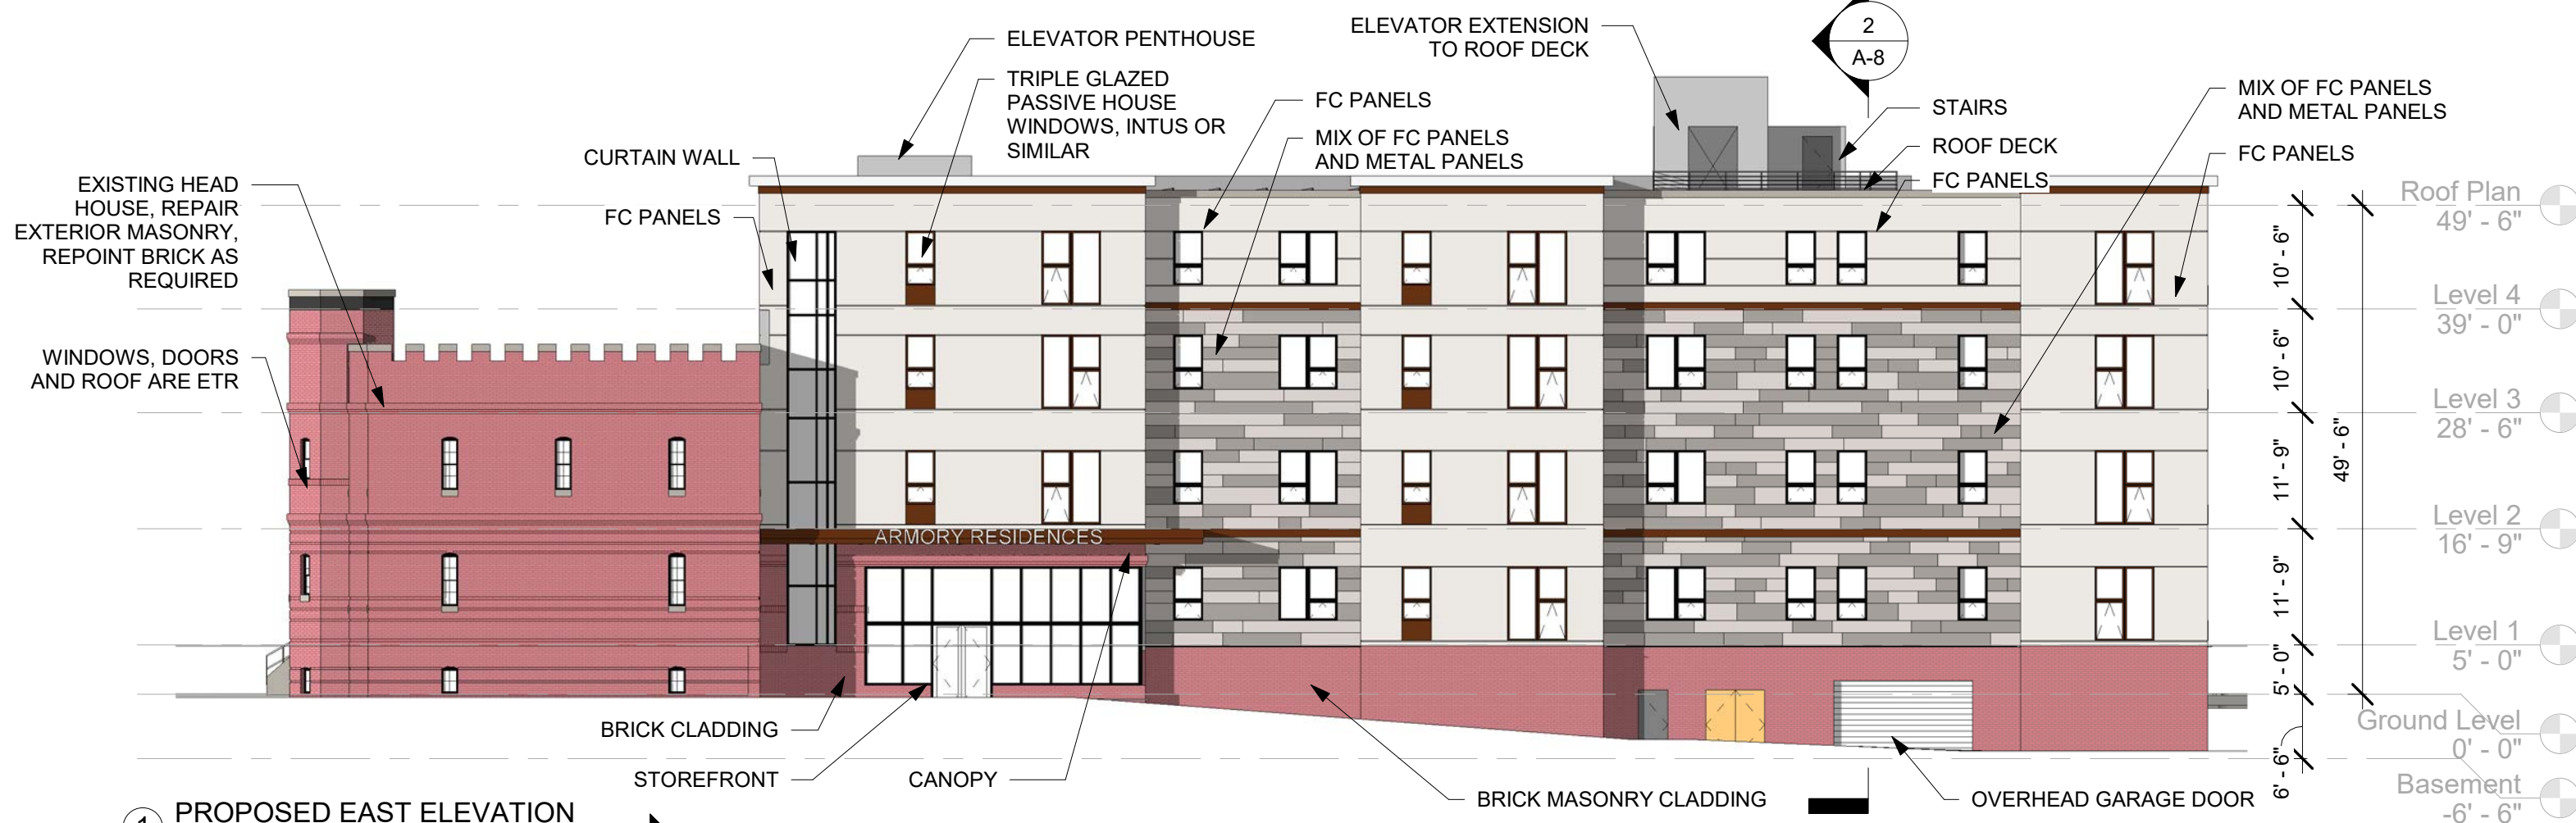 ELEVATOR PENTHOUSE
ELEVATOR EXTENSION
TO ROOF DECK
2
A-8
TRIPLE GLAZED
PASSIVE HOUSE
WINDOWS, INTUS OR
SIMILAR
FC PANELS
MIX OF FC PANELS
AND METAL PANELS
STAIRS
ROOF DECK
FC PANELS
MIX OF FC PANELS
AND METAL PANELS
FC PANELS
CURTAIN WALL
FC PANELS
EXISTING HEAD
HOUSE, REPAIR
EXTERIOR MASONRY,
REPOINT BRICK AS
REQUIRED
WINDOWS, DOORS
AND ROOF ARE ETR
ARMORY RESIDENCES
Roof Plan
49' - 6"
10' - 6"
Level 4
39' - 0"
10' - 6"
Level 3
28' - 6"
49' - 6"
11' - 9"
Level 2
16' - 9"
11' - 9"
Level 1
5' - 0"
5' - 0"
Ground Level
0' - 0"
6' - 6"
Basement
-6' - 6"
BRICK CLADDING
STOREFRONT
CANOPY
BRICK MASONRY CLADDING
OVERHEAD GARAGE DOOR
1
PROPOSED EAST ELEVATION